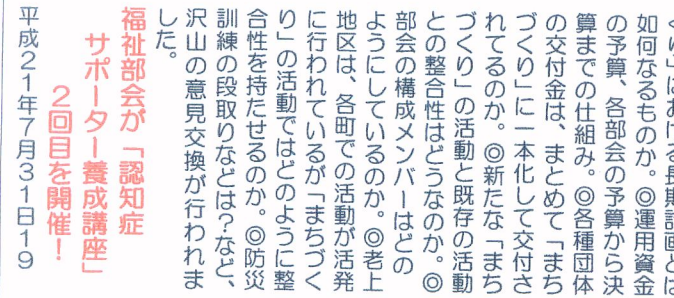 くり」における長期計画とは
如何なるものか。◎運用資金
の予算、各部会の予算から決
算までの仕組み。◎各種団体
の交付金は、まとめて「まち
づくり」に一本化して交付さ
れてるのか。◎新たな「まち
づくり」の活動と既存の活動
との整合性はどうなのか。◎
部会の構成メンバーはどの
ようにしているのか。◎老上
地区は、各町での活動が活発
に行われているが「まちづく
り」の活動ではどのように整
合性を持たせるのか。◎防災
訓練の段取りなどは？など、
沢山の意見交換が行われま
した。
福祉部会が「認知症
サポーター養成講座」
２回目を開催！
平成２１年７月３１日１９